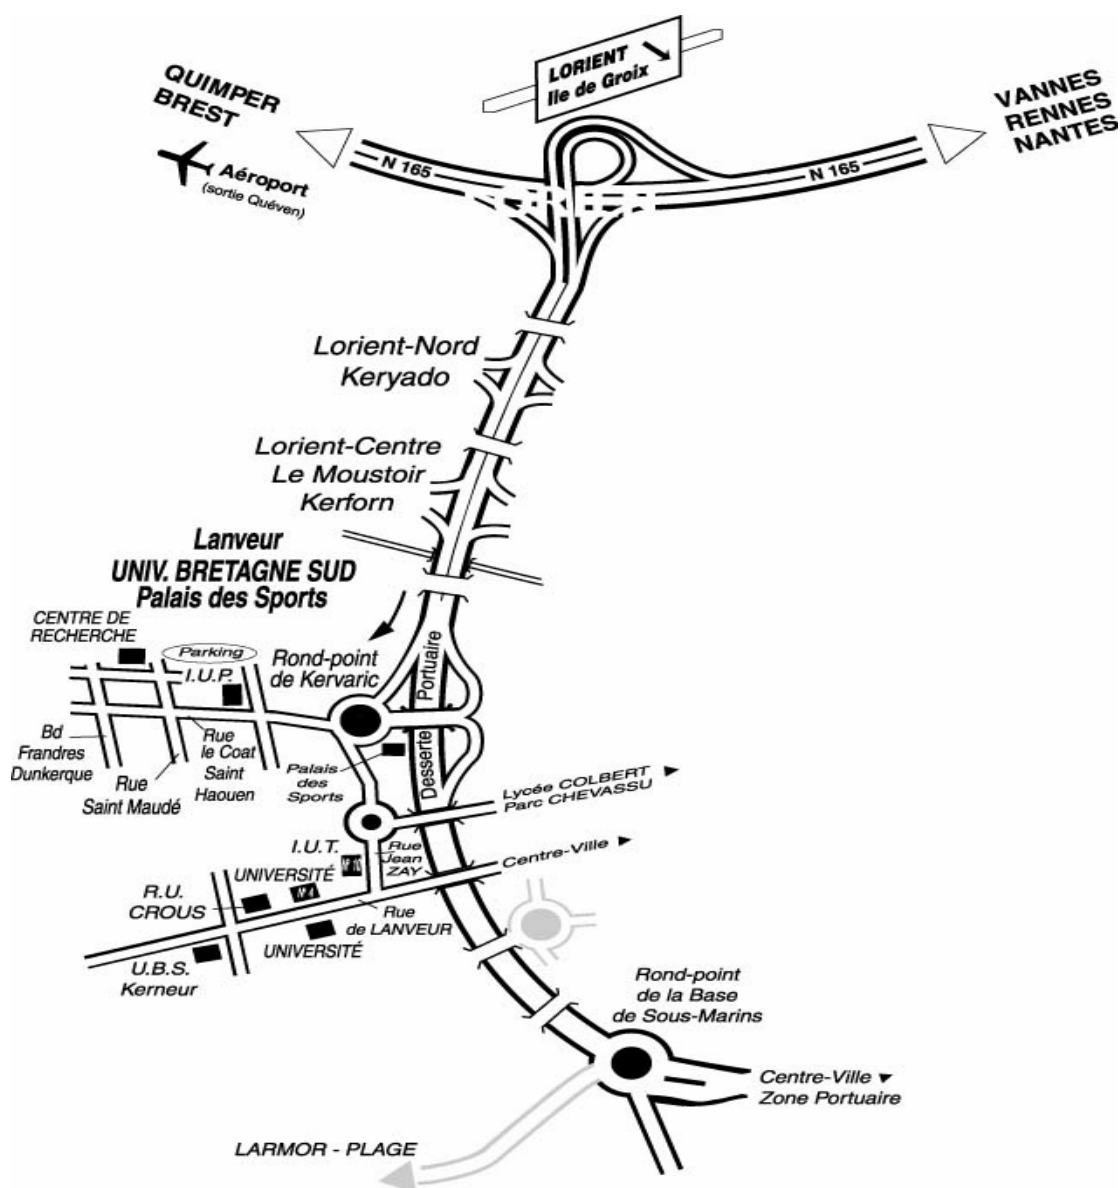 LORIENT
Ile de Groix
QUIMPER
BREST
VANNES
RENNES
NANTES
N 165
N 165
Aéroport
(sortie Quéven)
Lorient-Nord
Keryado
Lorient-Centre
Le Moustoir
Kerforn
Lanveur
UNIV. BRETAGNE SUD
Palais des Sports
CENTRE DE
RECHERCHE
Parking
I.U.P.
Rond-point
de Kervaric
Desserte Portuaire
Bd
Frandres
Dunkerque
Rue
Saint Maudé
Rue
le Coat
Saint
Haouen
Palais
des
Sports
Lycée COLBERT
Parc CHEVASSU
I.U.T.
Rue
Jean
ZAY
Centre-Ville
UNIVERSITÉ
R.U.
CROUS
Rue
de LANVEUR
UNIVERSITÉ
U.B.S.
Kerneur
Rond-point
de la Base
de Sous-Marins
Centre-Ville
Zone Portuaire
LARMOR - PLAGE